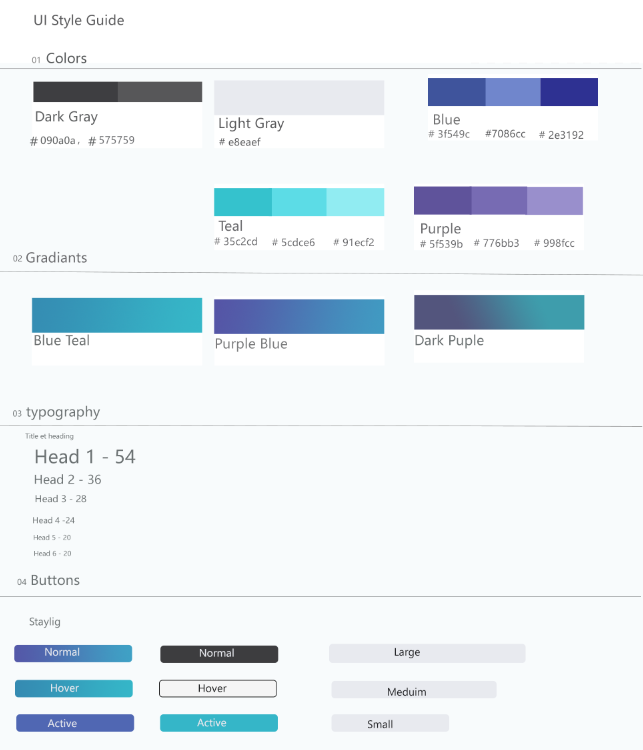 UI Style Guide
01 Colors
Dark Gray
# 090a0a. # 575759
Light Gray
# e8eaef
Blue
# 3f549c #7086cc # 2e3192
Teal
# 35c2cd # 5cdce6 # 91ecf2
Purple
# 5f539b # 776bb3 # 998fcc
02 Gradiants
Blue Teal
Purple Blue
Dark Puple
03 typography
Title et heading
Head 1 - 54
Head 2 - 36
Head 3 - 28
Head 4 -24
Head 5 - 20
Head 6 - 20
04 Buttons
Staylig
Normal Normal Large
Hover Hover Meduim
Active Active Small